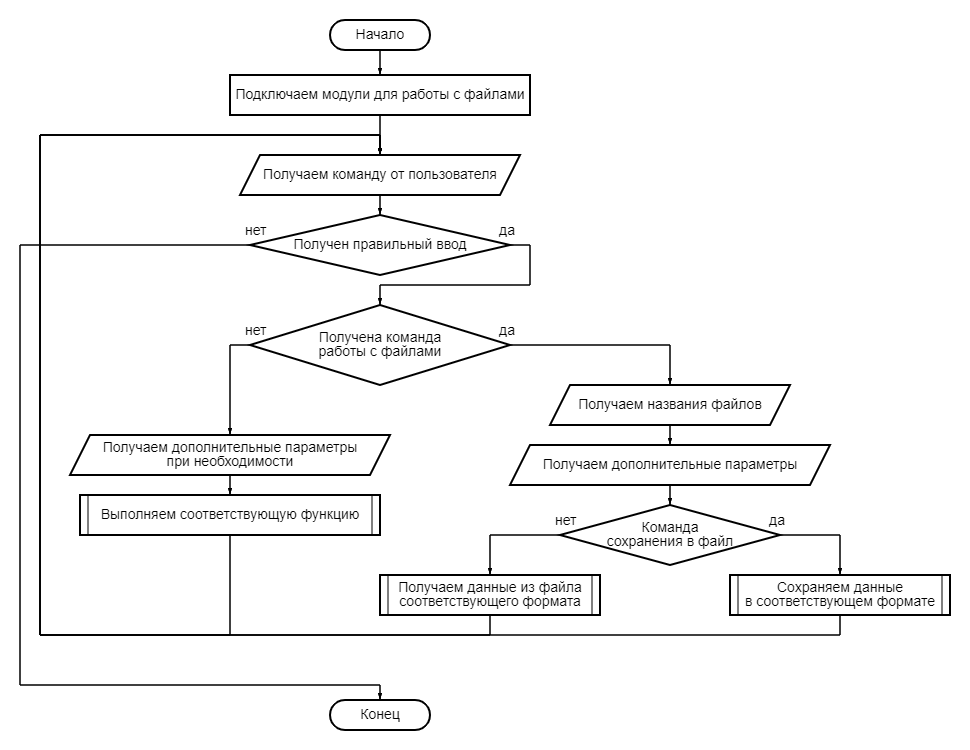 Начало
Подключаем модули для работы с файлами
Получаем команду от пользователя
нет
да
Получен правильный ввод
нет
да
Получена команда
работы с файлами
Получаем названия файлов
Получаем дополнительные параметры
при необходимости
Получаем дополнительные параметры
Выполняем соответствующую функцию
нет
да
Команда
сохранения в файл
Получаем данные из файла
соответствующего формата
Сохраняем данные
в соответствующем формате
Конец